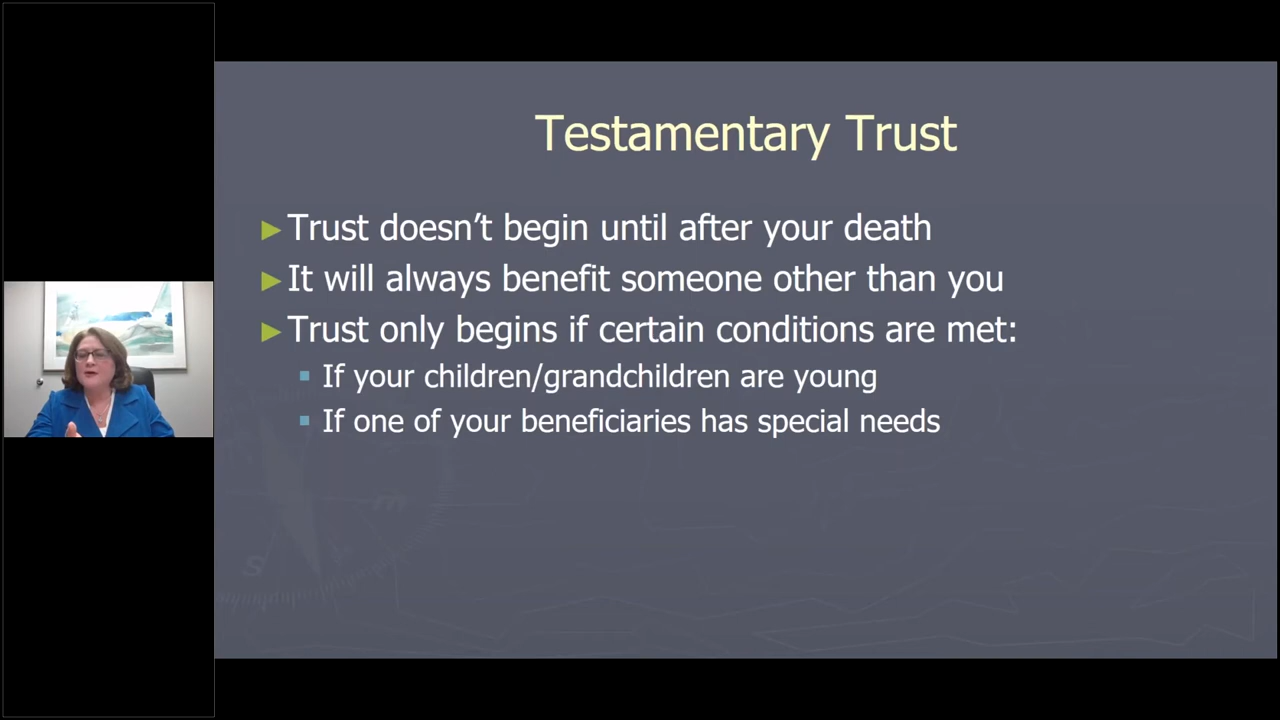 Testamentary Trust
►Trust doesn’t begin until after your death
►It will always benefit someone other than you
►Trust only begins if certain conditions are met:
▪ If your children/grandchildren are young
▪ If one of your beneficiaries has special needs
m
S